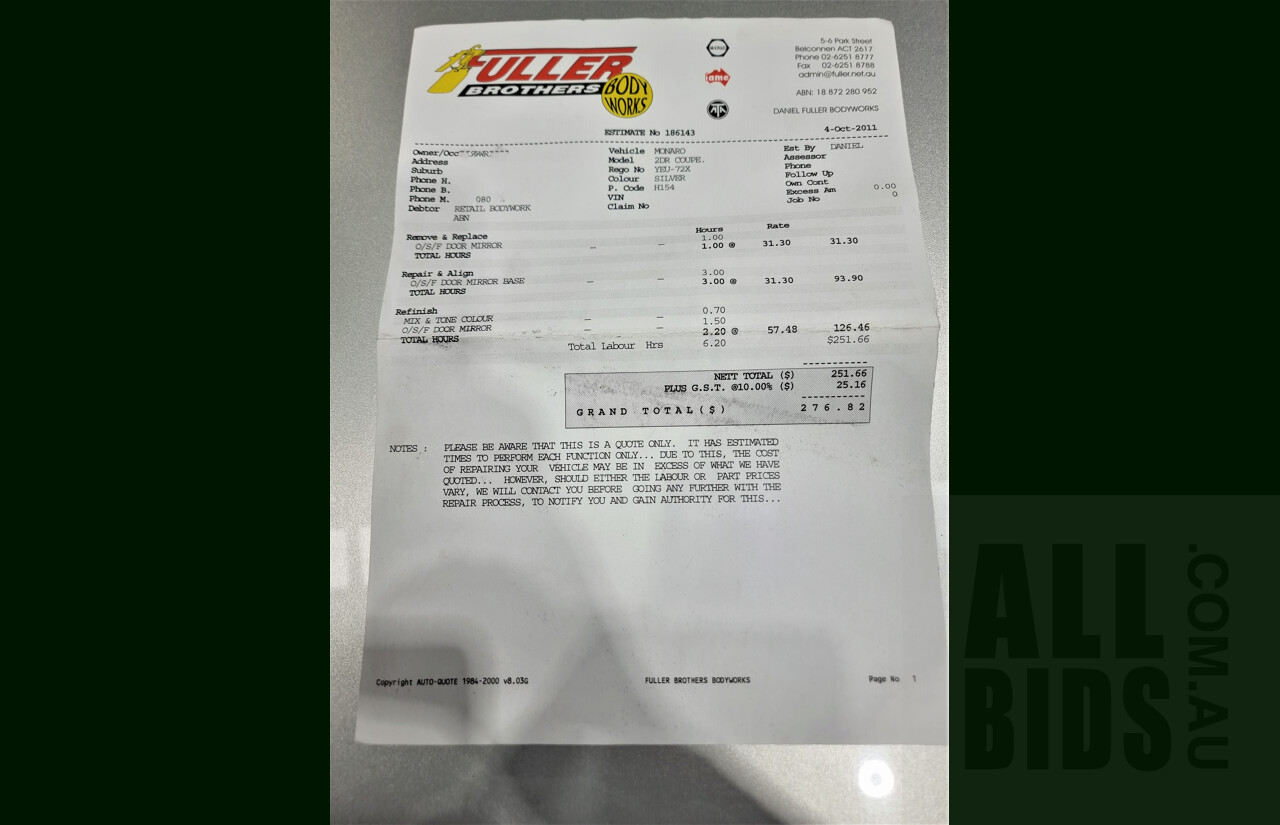 FULLER
BROTHERS
BODY
WORKS
iame
ATA
5-6 Park Street
Belconnen ACT 2617
Phone 02-6251 8777
Fax 02-6251 8788
admin@fuller.net.au
ABN: 18 872 280 952
DANIEL FULLER BODYWORKS
ESTIMATE No 186143
4-Oct-2011
Owner/Occ
Address
Suburb
Phone H.
Phone B.
Phone M. 080
Debtor RETAIL BODYWORK
ABN
Vehicle MONARO
Model 2DR COUPE.
Rego No YEU-72X
Colour SILVER
P. Code H154
VIN
Claim No
Est By DANIEL
Assessor
Phone
Follow Up
Own Cont
Excess Am 0.00
Job No 0
Hours Rate
Remove & Replace 1.00
O/S/F DOOR MIRROR – – 1.00 @ 31.30 31.30
TOTAL HOURS
Repair & Align 3.00
O/S/F DOOR MIRROR BASE – – 3.00 @ 31.30 93.90
TOTAL HOURS
Refinish 0.70
MIX & TONE COLOUR – – 1.50
O/S/F DOOR MIRROR – – 2.20 @ 57.48 126.46
TOTAL HOURS
Total Labour Hrs 6.20 $251.66
-----------
NETT TOTAL ($) 251.66
PLUS G.S.T. @10.00% ($) 25.16
-----------
GRAND TOTAL($) 276.82
NOTES : PLEASE BE AWARE THAT THIS IS A QUOTE ONLY. IT HAS ESTIMATED
TIMES TO PERFORM EACH FUNCTION ONLY... DUE TO THIS, THE COST
OF REPAIRING YOUR VEHICLE MAY BE IN EXCESS OF WHAT WE HAVE
QUOTED... HOWEVER, SHOULD EITHER THE LABOUR OR PART PRICES
VARY, WE WILL CONTACT YOU BEFORE GOING ANY FURTHER WITH THE
REPAIR PROCESS, TO NOTIFY YOU AND GAIN AUTHORITY FOR THIS...
Copyright AUTO-QUOTE 1984-2000 v8.03G
FULLER BROTHERS BODYWORKS
Page No 1
ALL
BIDS
.COM.AU